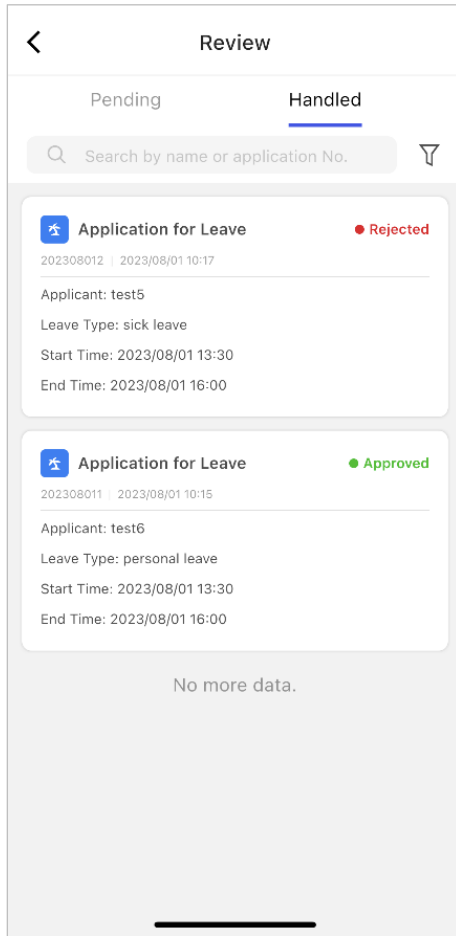 Review
Pending Handled
Search by name or application No.
Application for Leave Rejected
202308012 | 2023/08/01 10:17
Applicant: test5
Leave Type: sick leave
Start Time: 2023/08/01 13:30
End Time: 2023/08/01 16:00
Application for Leave Approved
202308011 | 2023/08/01 10:15
Applicant: test6
Leave Type: personal leave
Start Time: 2023/08/01 13:30
End Time: 2023/08/01 16:00
No more data.